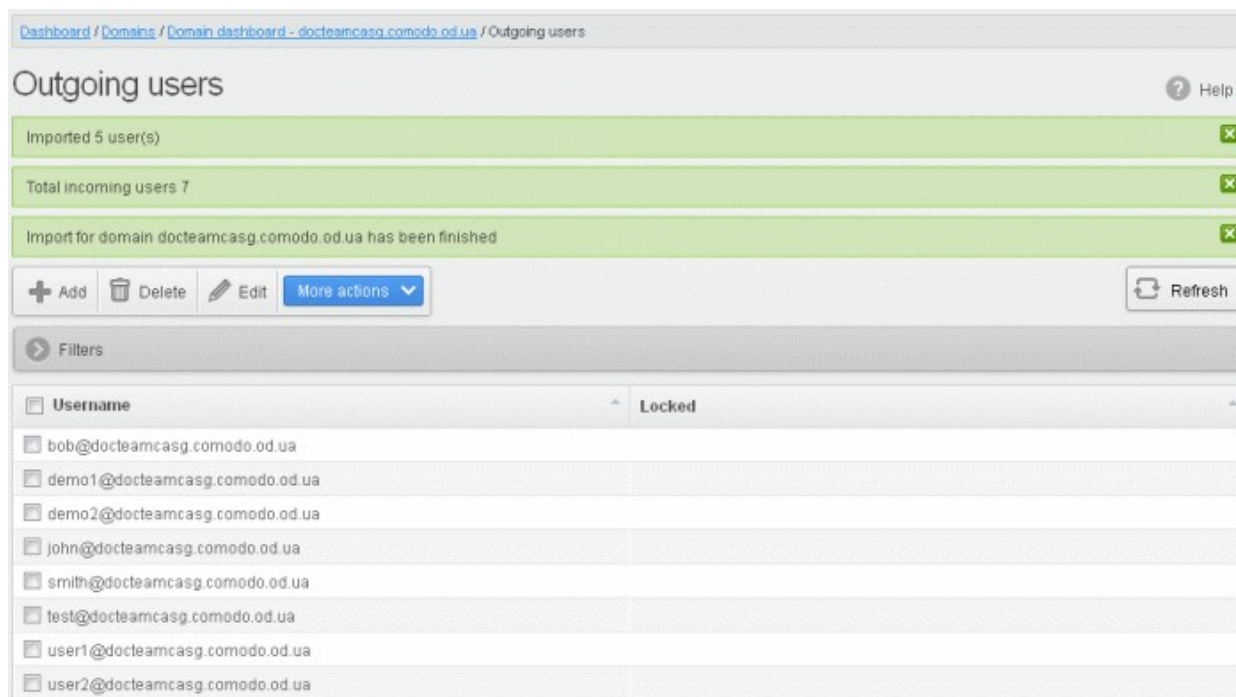 Dashboard / Domains / Domain dashboard - docteamcasg.comodo.od.ua / Outgoing users
Outgoing users
Help
Imported 5 user(s)
Total incoming users 7
Import for domain docteamcasg.comodo.od.ua has been finished
Add Delete Edit More actions Refresh
Filters
Username Locked
bob@docteamcasg.comodo.od.ua
demo1@docteamcasg.comodo.od.ua
demo2@docteamcasg.comodo.od.ua
john@docteamcasg.comodo.od.ua
smith@docteamcasg.comodo.od.ua
test@docteamcasg.comodo.od.ua
user1@docteamcasg.comodo.od.ua
user2@docteamcasg.comodo.od.ua